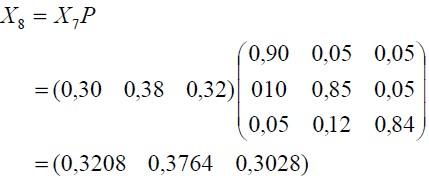 X₈ = X₇P
= (0,30 0,38 0,32) (0,90 0,05 0,05
010 0,85 0,05
0,05 0,12 0,84)
= (0,3208 0,3764 0,3028)